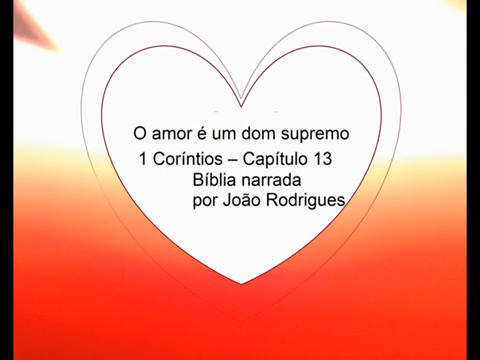 O amor é um dom supremo
1 Coríntios – Capítulo 13
Bíblia narrada
por João Rodrigues